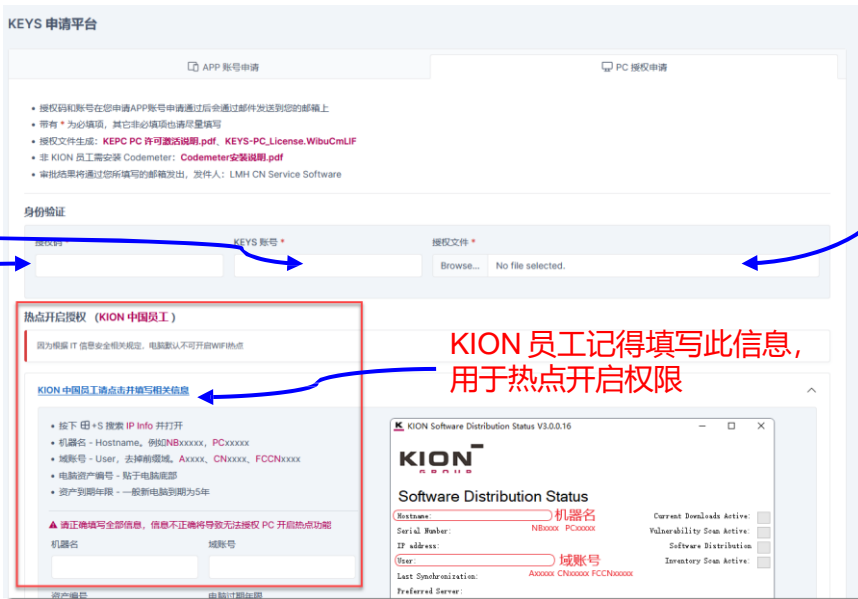 KEYS 申请平台
APP 账号申请
PC 授权申请
授权码和账号在您申请APP账号申请通过后会通过邮件发送到您的邮箱上
带有 * 为必填项，其它非必填项也请尽量填写
授权文件生成：KEPC PC 许可激活说明.pdf、KEYS-PC_License.WibuCmLIF
非 KION 员工需安装 Codemeter：Codemeter安装说明.pdf
审批结果将通过您所填写的邮箱发出，发件人：LMH CN Service Software
身份验证
授权码 *
KEYS 账号 *
授权文件 *
Browse...
No file selected.
热点开启授权 （KION 中国员工）
因为根据 IT 信息安全相关规定、电脑默认不可开启WIFI热点
KION 员工记得填写此信息，
用于热点开启权限
KION 中国员工请点击并填写相关信息
按下 +S 搜索 IP Info 并打开
机器名 - Hostname。例如NBxxxxx，PCxxxxx
域账号 - User，去掉前缀域。Axxxx、CNxxxx、FCCNxxxx
电脑资产编号 - 贴于电脑底部
资产到期年限 - 一般新电脑到期为5年
请正确填写全部信息，信息不正确将导致无法授权 PC 开启热点功能
机器名
域账号
资产编号
电脑过期年限
KION Software Distribution Status V3.0.0.16
KION
GROUP
Software Distribution Status
Hostname:
机器名
Current Downloads Active:
Serial Number:
NBxxxx PCxxxxx
Vulnerability Scan Active:
IP address:
Software Distribution
User:
域账号
Inventory Scan Active:
Last Synchronization:
Axxxxx CNxxxxx FCCNxxxxx
Preferred Server: